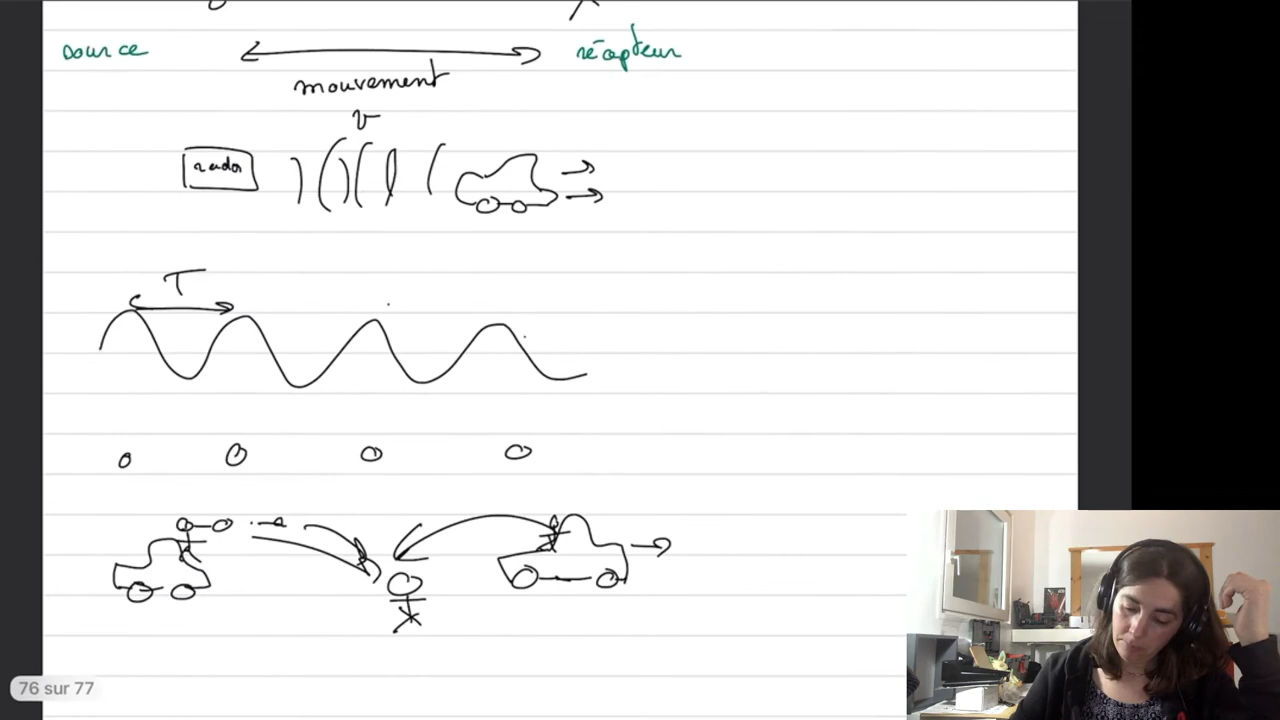 source récepteur
mouvement
v
radar
T
76 sur 77